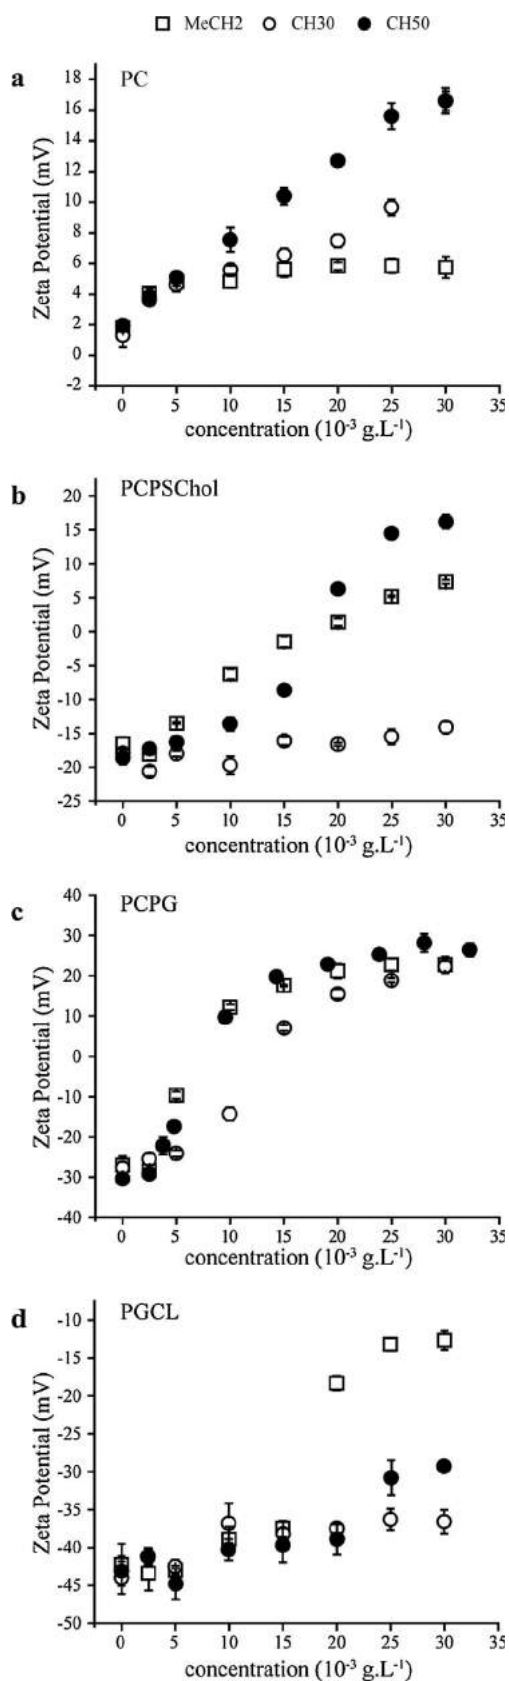 MeCH2 CH30 CH50
a PC
18
16
14
12
10
8
6
4
2
0
-2
Zeta Potential (mV)
0 5 10 15 20 25 30 35
concentration (10⁻³ g.L⁻¹)
b PCPSChol
20
15
10
5
0
-5
-10
-15
-20
-25
Zeta Potential (mV)
0 5 10 15 20 25 30 35
concentration (10⁻³ g.L⁻¹)
c PCPG
40
30
20
10
0
-10
-20
-30
-40
Zeta Potential (mV)
0 5 10 15 20 25 30 35
concentration (10⁻³ g.L⁻¹)
d PGCL
-10
-15
-20
-25
-30
-35
-40
-45
-50
Zeta Potential (mV)
0 5 10 15 20 25 30 35
concentration (10⁻³ g.L⁻¹)